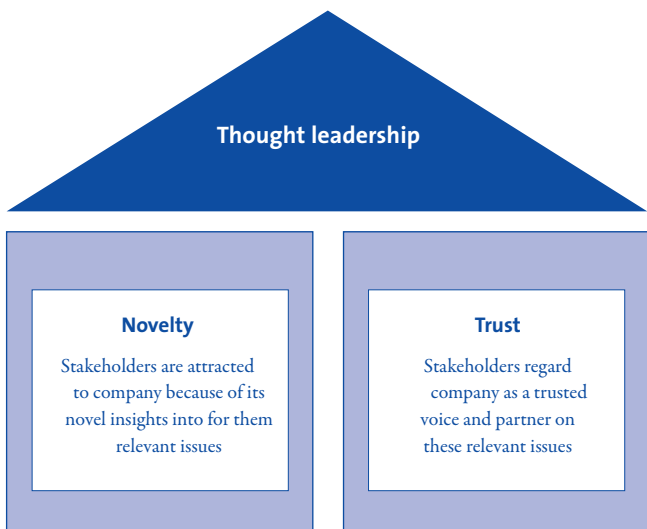 Thought leadership
Novelty
Stakeholders are attracted
to company because of its
novel insights into for them
relevant issues
Trust
Stakeholders regard
company as a trusted
voice and partner on
these relevant issues